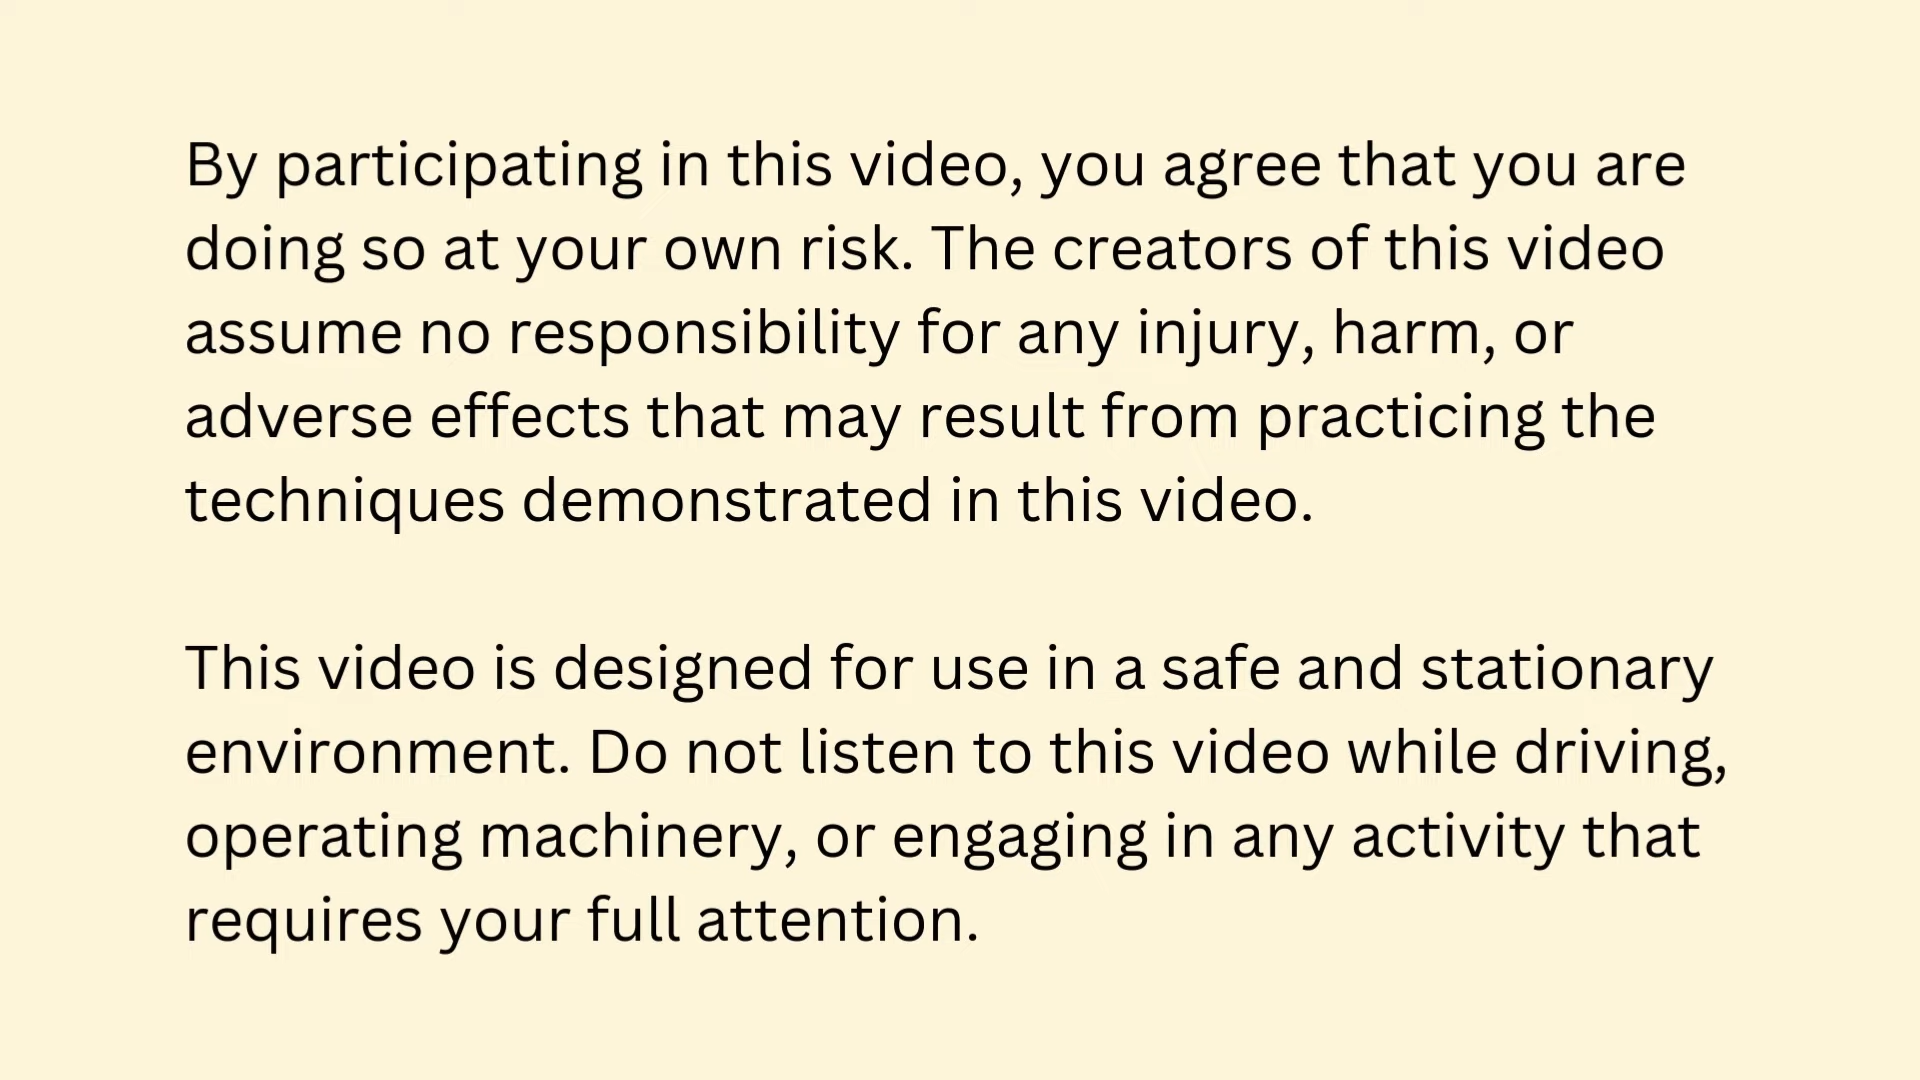 By participating in this video, you agree that you are
doing so at your own risk. The creators of this video
assume no responsibility for any injury, harm, or
adverse effects that may result from practicing the
techniques demonstrated in this video.
This video is designed for use in a safe and stationary
environment. Do not listen to this video while driving,
operating machinery, or engaging in any activity that
requires your full attention.